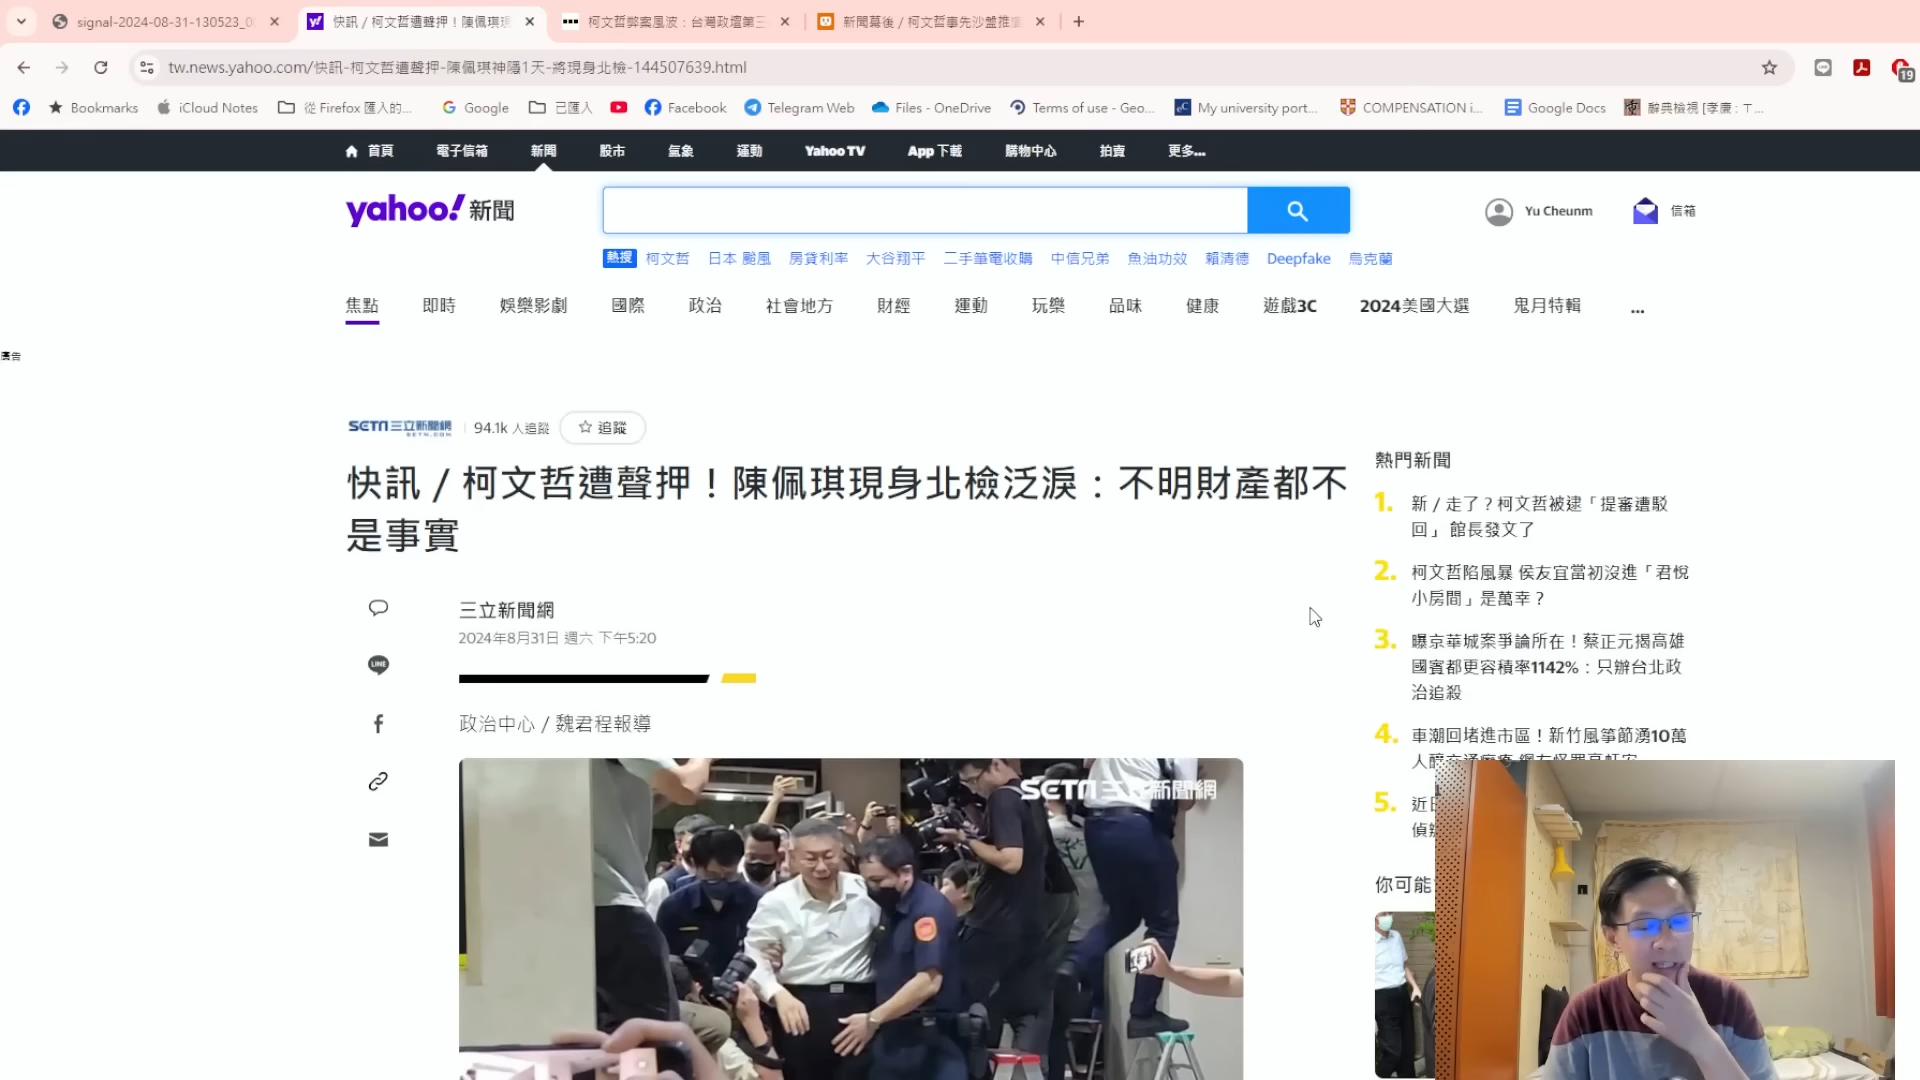 signal-2024-08-31-130523_0
快訊 / 柯文哲遭聲押！陳佩琪現
柯文哲弊案風波：台灣政壇第三
新聞幕後 / 柯文哲事先沙盤推
tw.news.yahoo.com/快訊-柯文哲遭聲押-陳佩琪神隱1天-將現身北檢-144507639.html
19
Bookmarks
iCloud Notes
從 Firefox 匯入的...
Google
已匯入
Facebook
Telegram Web
Files - OneDrive
Terms of use - Geo...
My university port...
COMPENSATION i...
Google Docs
辭典檢視 [孝廉 : ㄒ...
首頁
電子信箱
新聞
股市
氣象
運動
Yahoo TV
App 下載
購物中心
拍賣
更多...
yahoo! 新聞
Yu Cheunm
信箱
熱搜 柯文哲 日本 颱風 房貸利率 大谷翔平 二手筆電收購 中信兄弟 魚油功效 賴清德 Deepfake 烏克蘭
焦點 即時 娛樂影劇 國際 政治 社會地方 財經 運動 玩樂 品味 健康 遊戲3C 2024美國大選 鬼月特輯 ...
廣告
SETN 三立新聞網
SETN.COM
94.1k 人追蹤
追蹤
快訊 / 柯文哲遭聲押！陳佩琪現身北檢泛淚：不明財產都不
是事實
三立新聞網
2024年8月31日 週六 下午5:20
LINE
政治中心 / 魏君程報導
SETN 三立新聞網
熱門新聞
1. 新 / 走了？柯文哲被逮「提審遭駁
回」 館長發文了
2. 柯文哲陷風暴 侯友宜當初沒進「君悅
小房間」是萬幸？
3. 曝京華城案爭論所在！蔡正元揭高雄
國賓都更容積率1142%：只辦台北政
治追殺
4. 車潮回堵進市區！新竹風箏節湧10萬
5. 近
你可能